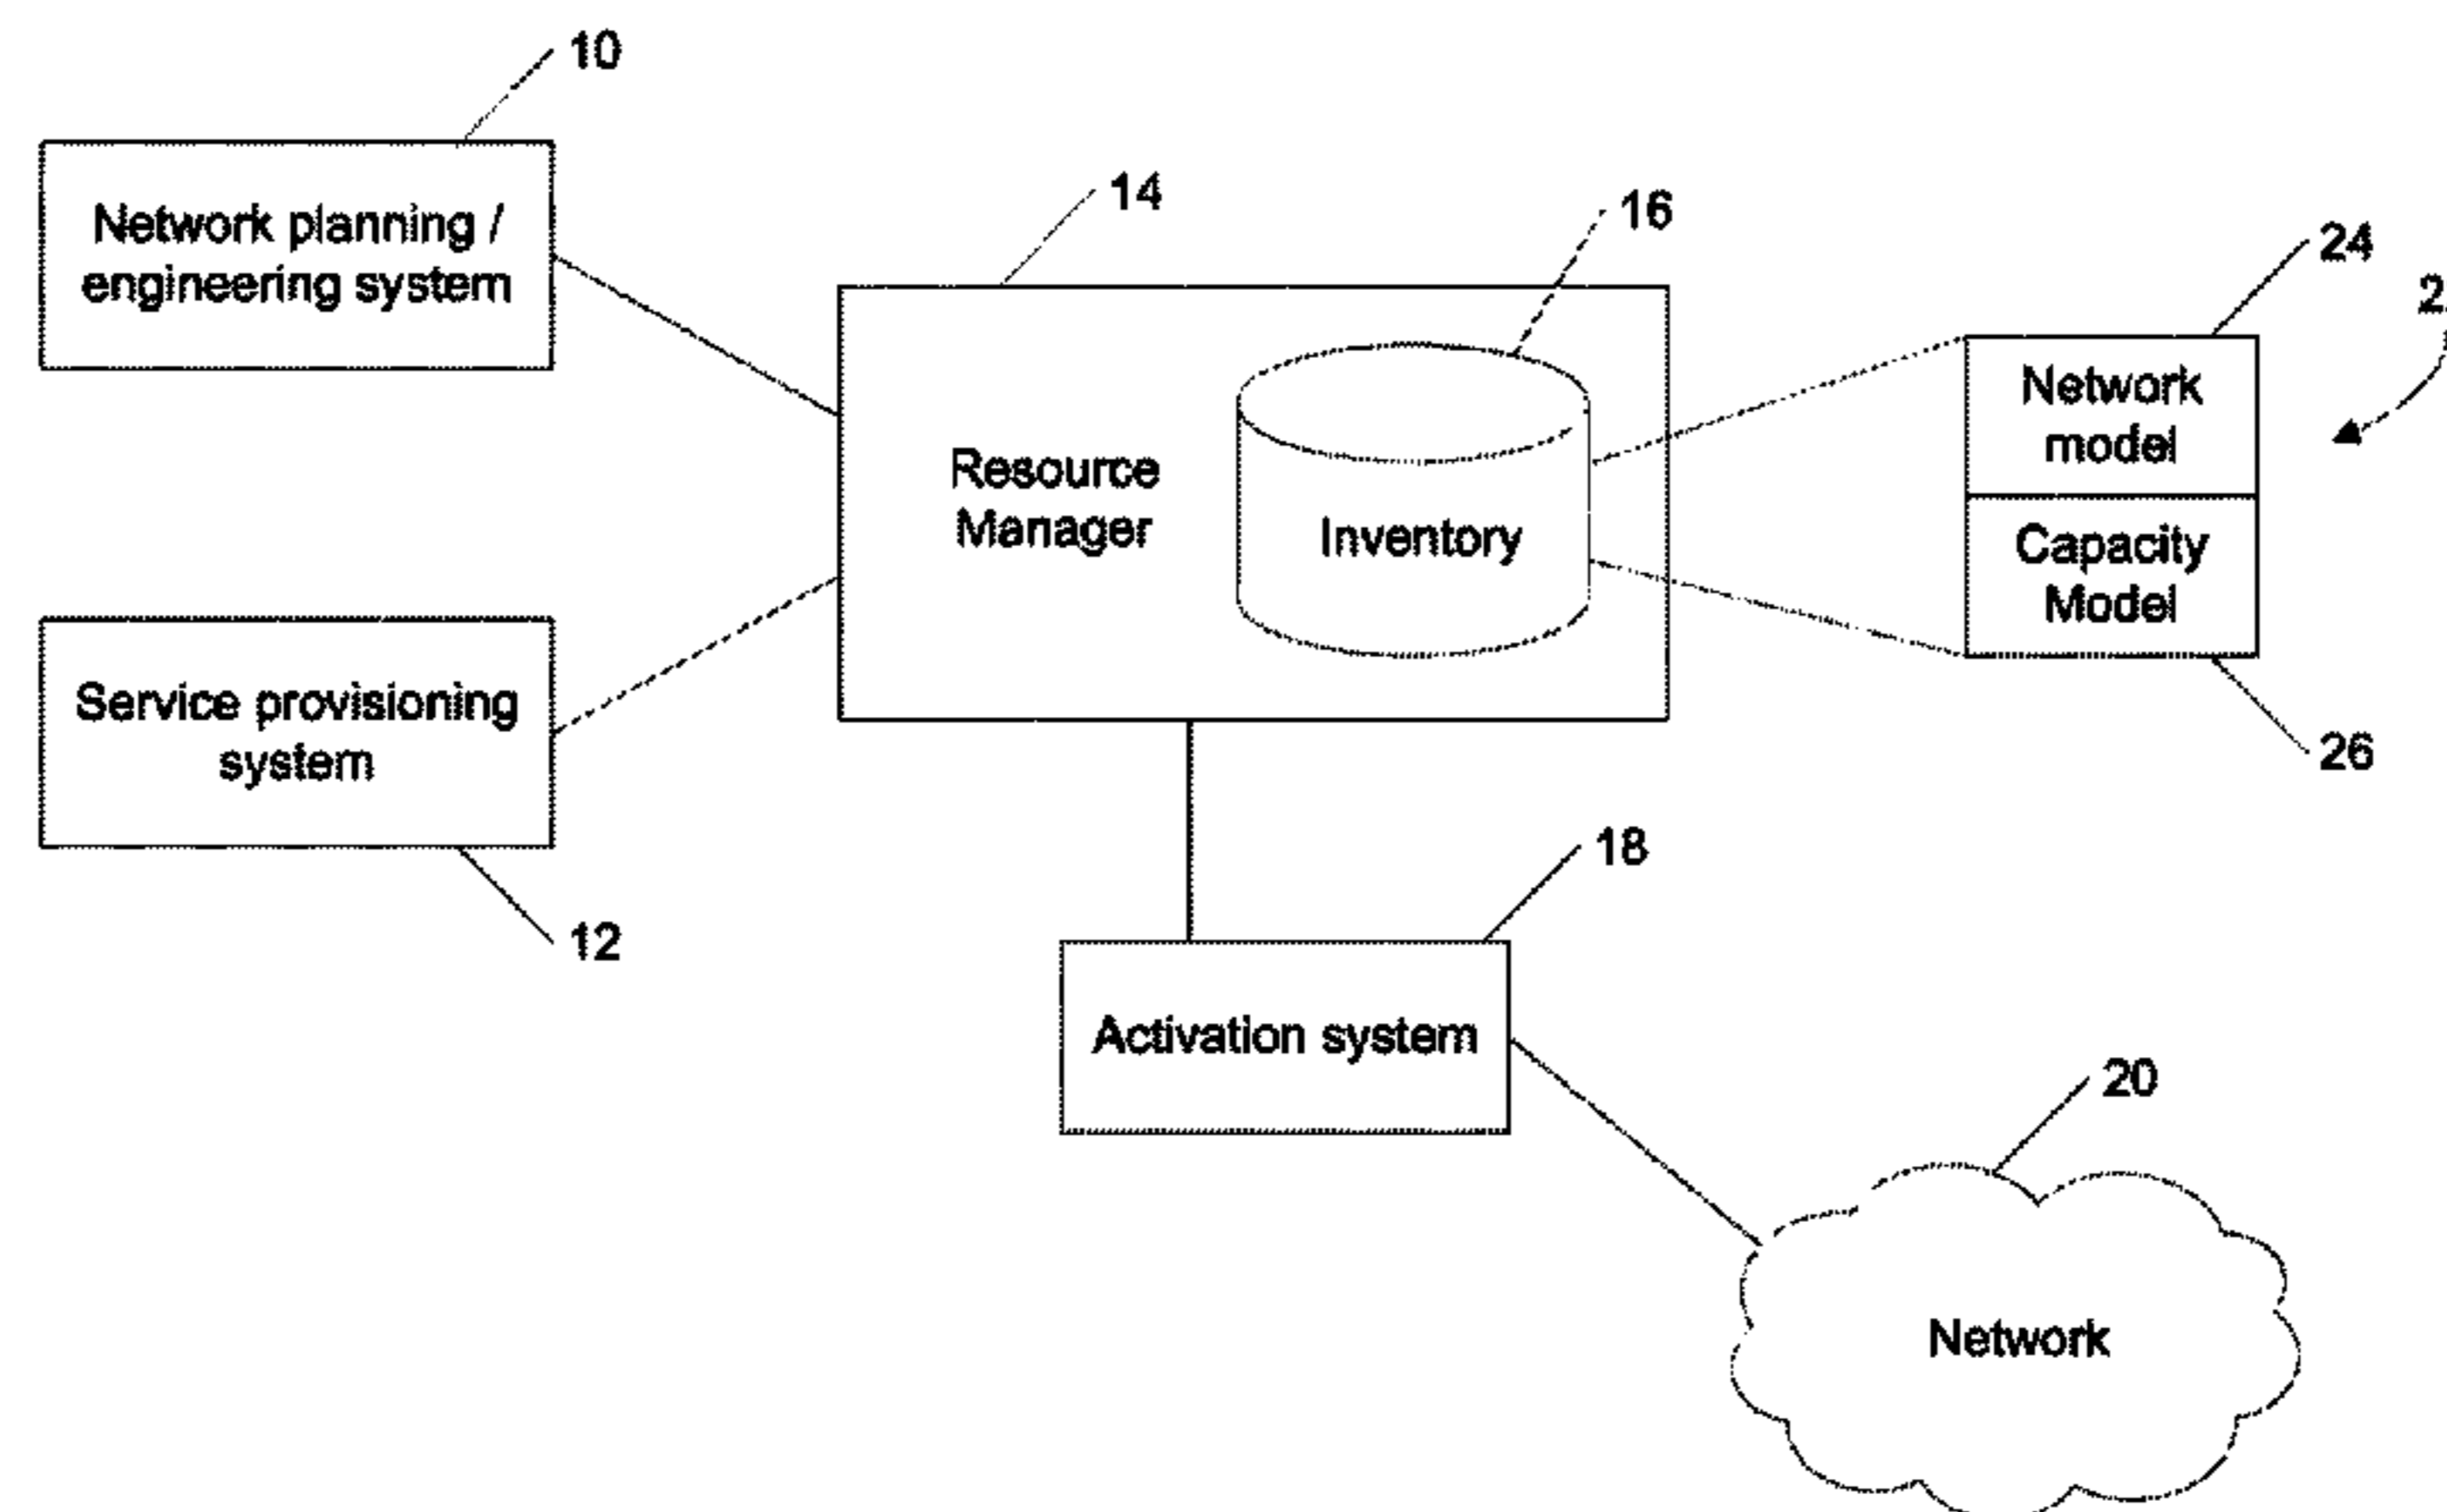 10
Network planning /
engineering system
14
16
24
Resource
Manager
Inventory
Network
model
Capacity
Model
26
Service provisioning
system
12
18
Activation system
20
Network